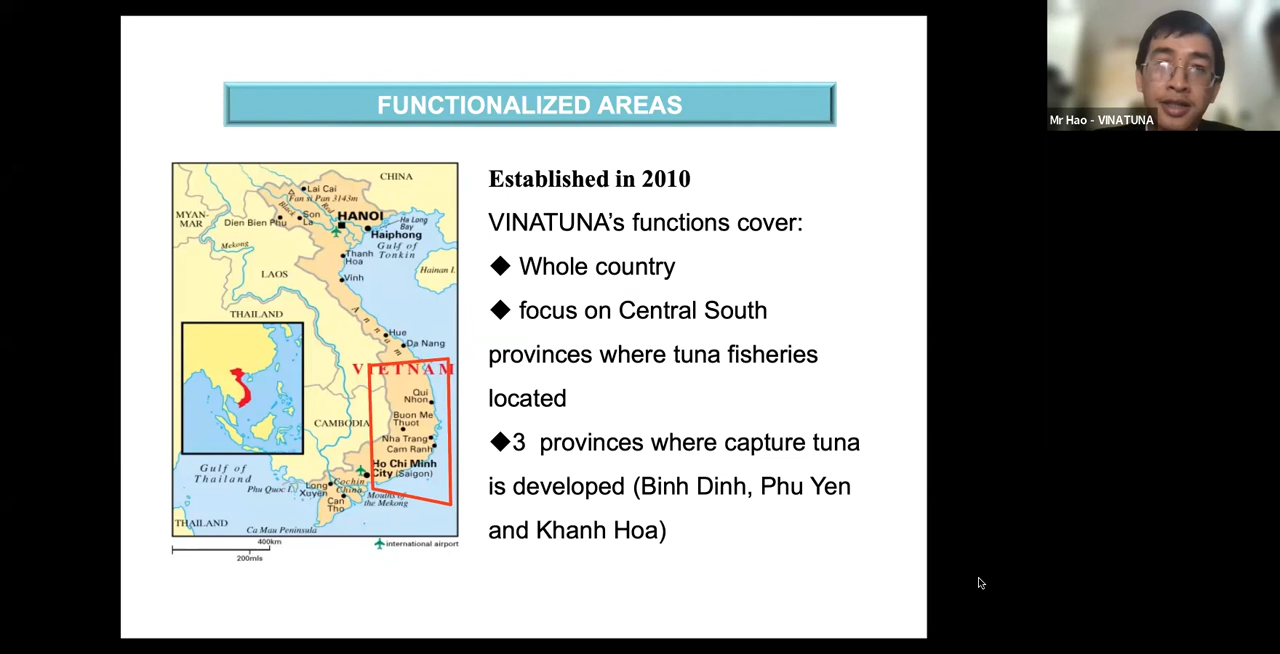 FUNCTIONALIZED AREAS
Mr Hao - VINATUNA
Established in 2010
VINATUNA’s functions cover:
◆ Whole country
◆ focus on Central South
provinces where tuna fisheries
located
◆3 provinces where capture tuna
is developed (Binh Dinh, Phu Yen
and Khanh Hoa)
CHINA
Lai Cai
Fan si Pan 3143m
Black
Red
MYAN-
MAR
Son
La
HANOI
Dien Bien Phu
Ha Long
Bay
Haiphong
Mekong
Gulf of
Tonkin
Thanh
Hoa
Hainan I.
LAOS
Vinh
THAILAND
Annam
Hue
Da Nang
VIETNAM
Qui
Nhon
Buon Me
Thuot
CAMBODIA
Nha Trang
Cam Ranh
Ho Chi Minh
City (Saigon)
Gulf of
Thailand
Cochin
China
Phu Quoc I.
Long
Xuyen
Mouths of
the Mekong
Can
Tho
THAILAND
Ca Mau Peninsula
400km
200mls
international airport